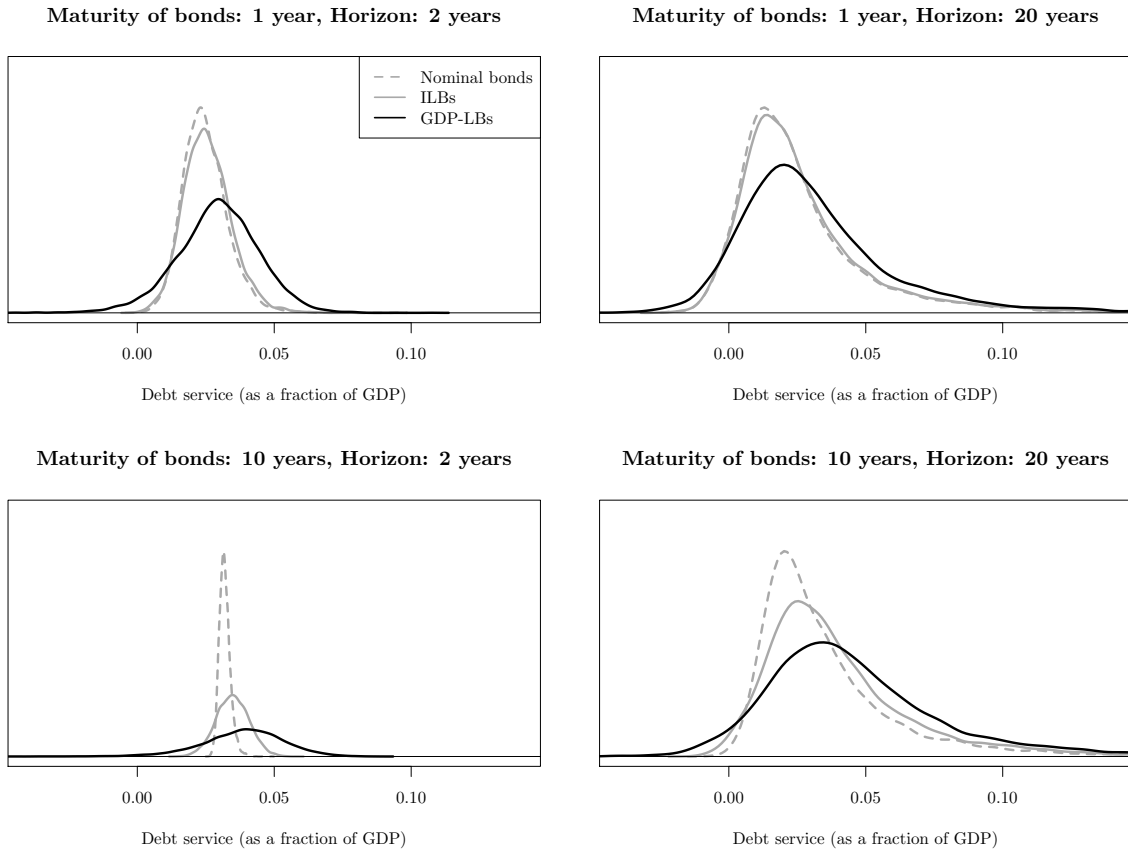 Maturity of bonds: 1 year, Horizon: 2 years
Nominal bonds
ILBs
GDP-LBs
0.00 0.05 0.10
Debt service (as a fraction of GDP)
Maturity of bonds: 1 year, Horizon: 20 years
0.00 0.05 0.10
Debt service (as a fraction of GDP)
Maturity of bonds: 10 years, Horizon: 2 years
0.00 0.05 0.10
Debt service (as a fraction of GDP)
Maturity of bonds: 10 years, Horizon: 20 years
0.00 0.05 0.10
Debt service (as a fraction of GDP)